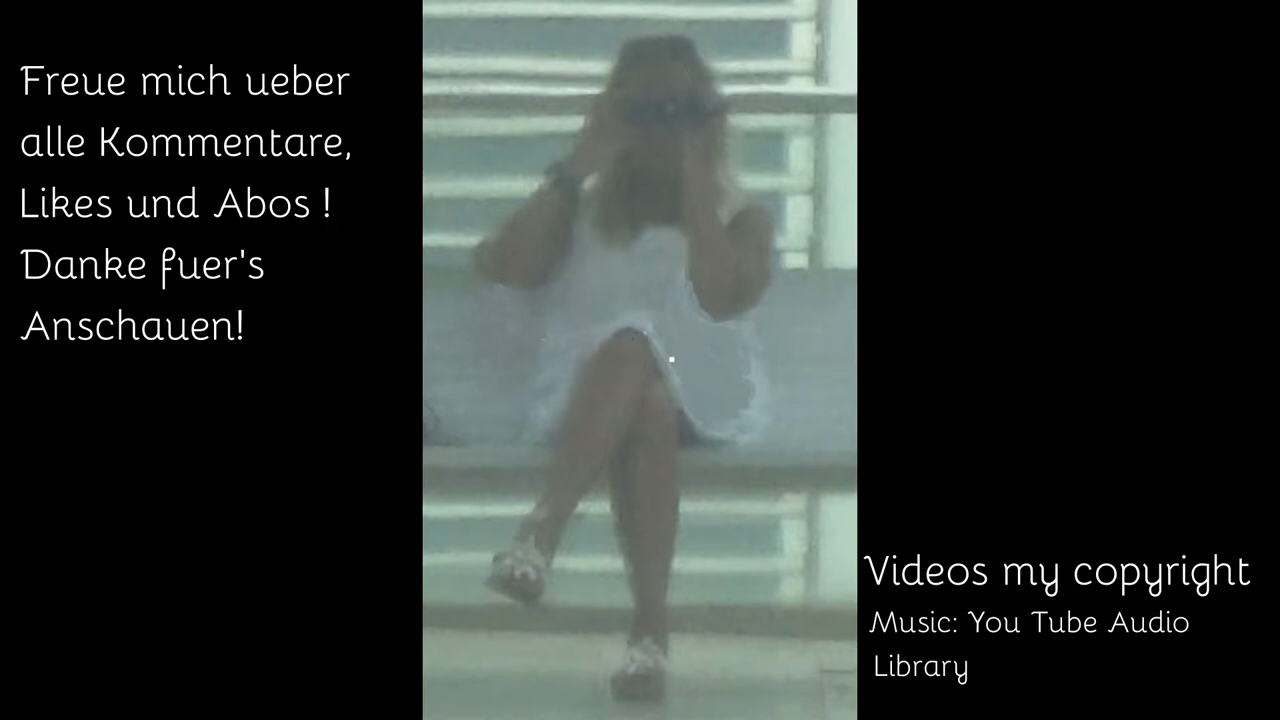 Freue mich ueber
alle Kommentare,
Likes und Abos !
Danke fuer's
Anschauen!
Videos my copyright
Music: You Tube Audio
Library